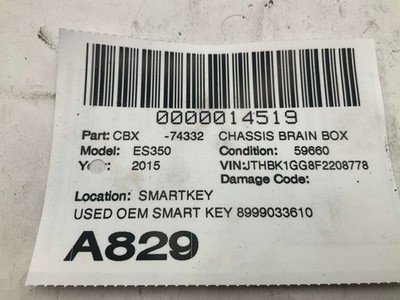 0000014519
Part: CBX -74332 CHASSIS BRAIN BOX
Model: ES350 Condition: 59660
2015 VIN:JTHBK1GG8F2208778
Damage Code:
Location: SMARTKEY
USED OEM SMART KEY 8999033610
A829